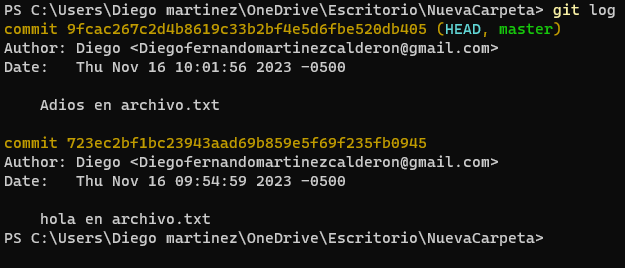 PS C:\Users\Diego martinez\OneDrive\Escritorio\NuevaCarpeta> git log
commit 9fcac267c2d4b8619c33b2bf4e5d6fbe520db405 (HEAD, master)
Author: Diego <Diegofernandomartinezcalderon@gmail.com>
Date:   Thu Nov 16 10:01:56 2023 -0500
    Adios en archivo.txt
commit 723ec2bf1bc23943aad69b859e5f69f235fb0945
Author: Diego <Diegofernandomartinezcalderon@gmail.com>
Date:   Thu Nov 16 09:54:59 2023 -0500
    hola en archivo.txt
PS C:\Users\Diego martinez\OneDrive\Escritorio\NuevaCarpeta>